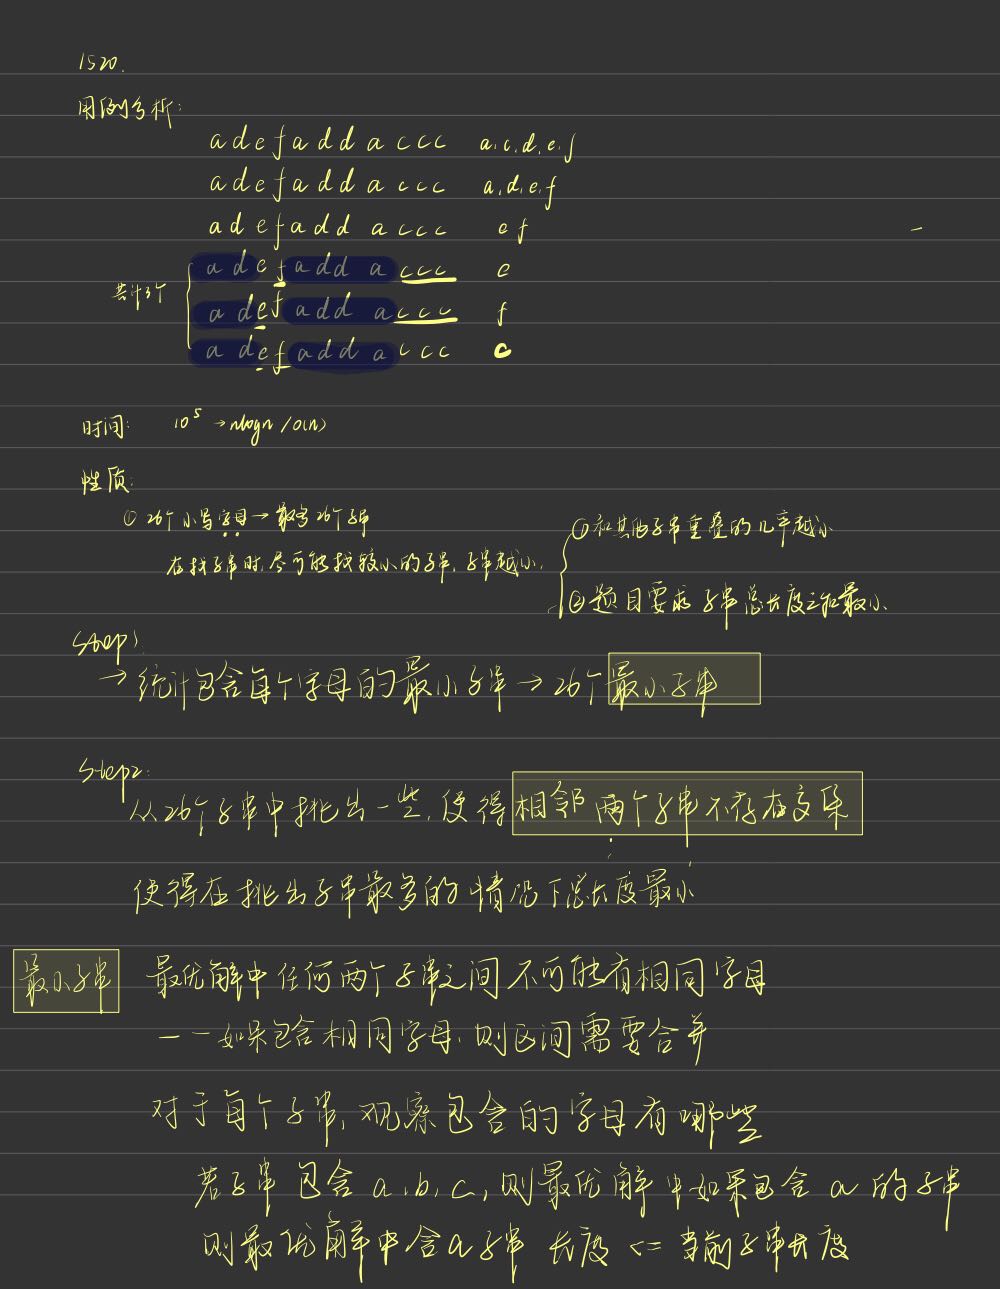 1520.
用例分析:
adefaddaccc a,c,d,e,f
adefaddaccc a,d,e,f
adefaddaccc e f
adefaddaccc e
共计3个 adefaddaccc f
adefaddaccc c
时间: 10^5 → nlogn / O(n)
性质:
① 26个小写字母 → 最多26个子串
① 和其他子串重叠的几率越小
在找子串时,尽可能找较小的子串,子串越小,
② 题目要求子串总长度之和最小
Step1:
→ 统计包含每个字母的最小子串 → 26个最小子串
Step2:
从26个子串中挑出一些,使得相邻两个子串不存在交集
使得在挑出子串最多的情况下总长度最小
最小子串 最优解中任何两个子串之间不可能有相同字母
——如果包含相同字母,则区间需要合并
对于每个子串,观察包含的字母有哪些
若子串包含a,b,c,则最优解中如果包含a的子串
则最优解中含a子串长度 <= 当前子串长度